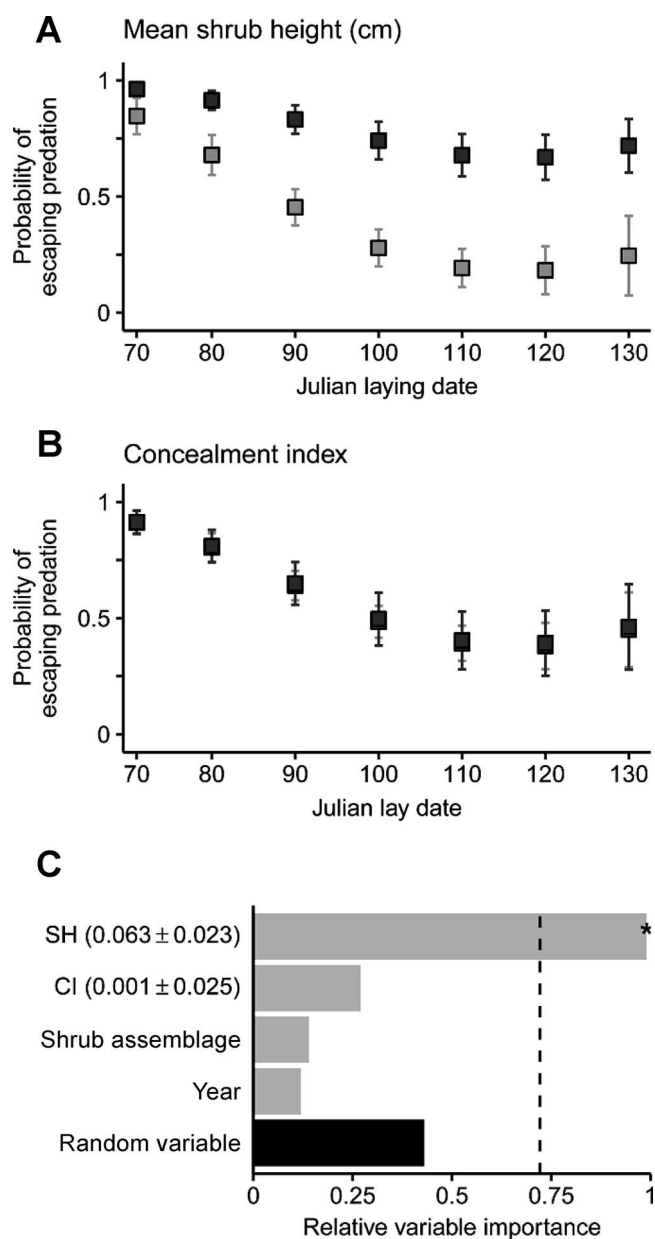 A
Mean shrub height (cm)
Probability of
escaping predation
1
0.5
0
70 80 90 100 110 120 130
Julian laying date
B
Concealment index
Probability of
escaping predation
1
0.5
0
70 80 90 100 110 120 130
Julian lay date
C
SH (0.063 ± 0.023)
*
CI (0.001 ± 0.025)
Shrub assemblage
Year
Random variable
0 0.25 0.5 0.75 1
Relative variable importance